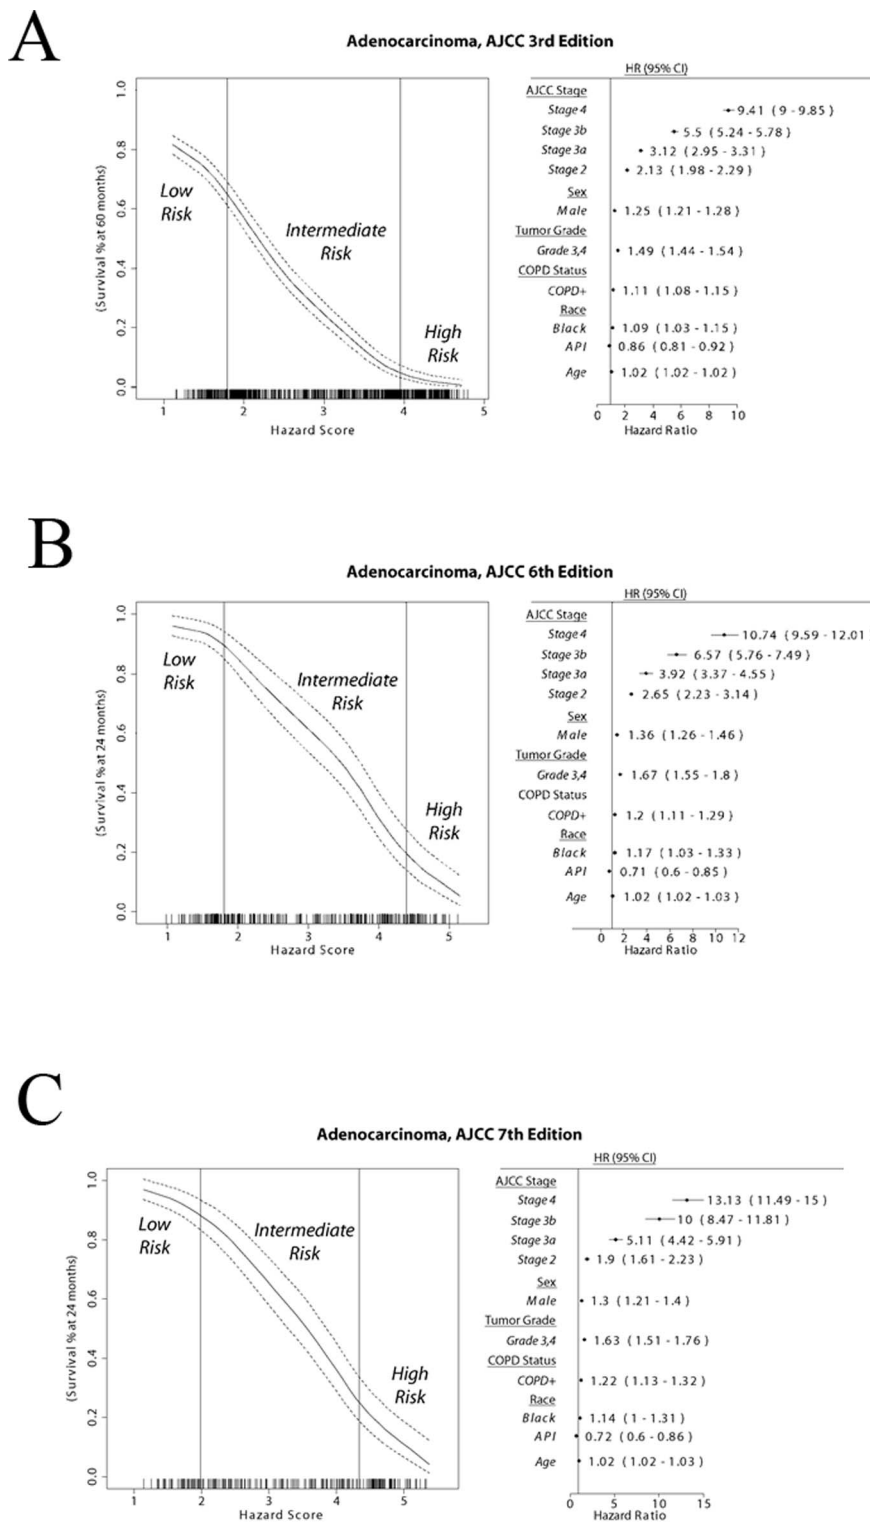 A
Adenocarcinoma, AJCC 3rd Edition
HR (95% CI)
(Survival % at 60 months)
1.0
0.8
0.6
0.4
0.2
0.0
Low
Risk
Intermediate
Risk
High
Risk
1 2 3 4 5
Hazard Score
AJCC Stage
Stage 4 9.41 ( 9 - 9.85 )
Stage 3b 5.5 ( 5.24 - 5.78 )
Stage 3a 3.12 ( 2.95 - 3.31 )
Stage 2 2.13 ( 1.98 - 2.29 )
Sex
Male 1.25 ( 1.21 - 1.28 )
Tumor Grade
Grade 3,4 1.49 ( 1.44 - 1.54 )
COPD Status
COPD+ 1.11 ( 1.08 - 1.15 )
Race
Black 1.09 ( 1.03 - 1.15 )
API 0.86 ( 0.81 - 0.92 )
Age 1.02 ( 1.02 - 1.02 )
0 2 4 6 8 10
Hazard Ratio
B
Adenocarcinoma, AJCC 6th Edition
HR (95% CI)
(Survival % at 24 months)
1.0
0.8
0.6
0.4
0.2
0.0
Low
Risk
Intermediate
Risk
High
Risk
1 2 3 4 5
Hazard Score
AJCC Stage
Stage 4 10.74 ( 9.59 - 12.01
Stage 3b 6.57 ( 5.76 - 7.49 )
Stage 3a 3.92 ( 3.37 - 4.55 )
Stage 2 2.65 ( 2.23 - 3.14 )
Sex
Male 1.36 ( 1.26 - 1.46 )
Tumor Grade
Grade 3,4 1.67 ( 1.55 - 1.8 )
COPD Status
COPD+ 1.2 ( 1.11 - 1.29 )
Race
Black 1.17 ( 1.03 - 1.33 )
API 0.71 ( 0.6 - 0.85 )
Age 1.02 ( 1.02 - 1.03 )
0 2 4 6 8 10 12
Hazard Ratio
C
Adenocarcinoma, AJCC 7th Edition
HR (95% CI)
(Survival % at 24 months)
1.0
0.8
0.6
0.4
0.2
0.0
Low
Risk
Intermediate
Risk
High
Risk
1 2 3 4 5
Hazard Score
AJCC Stage
Stage 4 13.13 ( 11.49 - 15 )
Stage 3b 10 ( 8.47 - 11.81 )
Stage 3a 5.11 ( 4.42 - 5.91 )
Stage 2 1.9 ( 1.61 - 2.23 )
Sex
Male 1.3 ( 1.21 - 1.4 )
Tumor Grade
Grade 3,4 1.63 ( 1.51 - 1.76 )
COPD Status
COPD+ 1.22 ( 1.13 - 1.32 )
Race
Black 1.14 ( 1 - 1.31 )
API 0.72 ( 0.6 - 0.86 )
Age 1.02 ( 1.02 - 1.03 )
0 5 10 15
Hazard Ratio